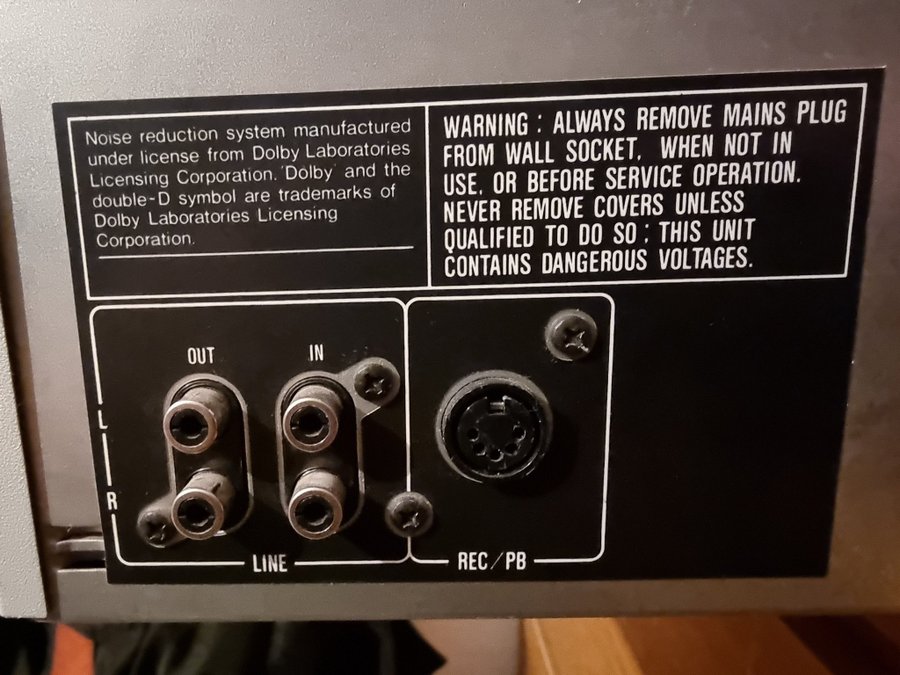 Noise reduction system manufactured
under license from Dolby Laboratories
Licensing Corporation. 'Dolby' and the
double-D symbol are trademarks of
Dolby Laboratories Licensing
Corporation.
WARNING : ALWAYS REMOVE MAINS PLUG
FROM WALL SOCKET, WHEN NOT IN
USE, OR BEFORE SERVICE OPERATION.
NEVER REMOVE COVERS UNLESS
QUALIFIED TO DO SO : THIS UNIT
CONTAINS DANGEROUS VOLTAGES.
OUT IN
L
R
LINE REC/PB